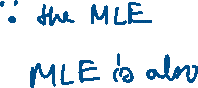 ∵ the MLE
MLE is also